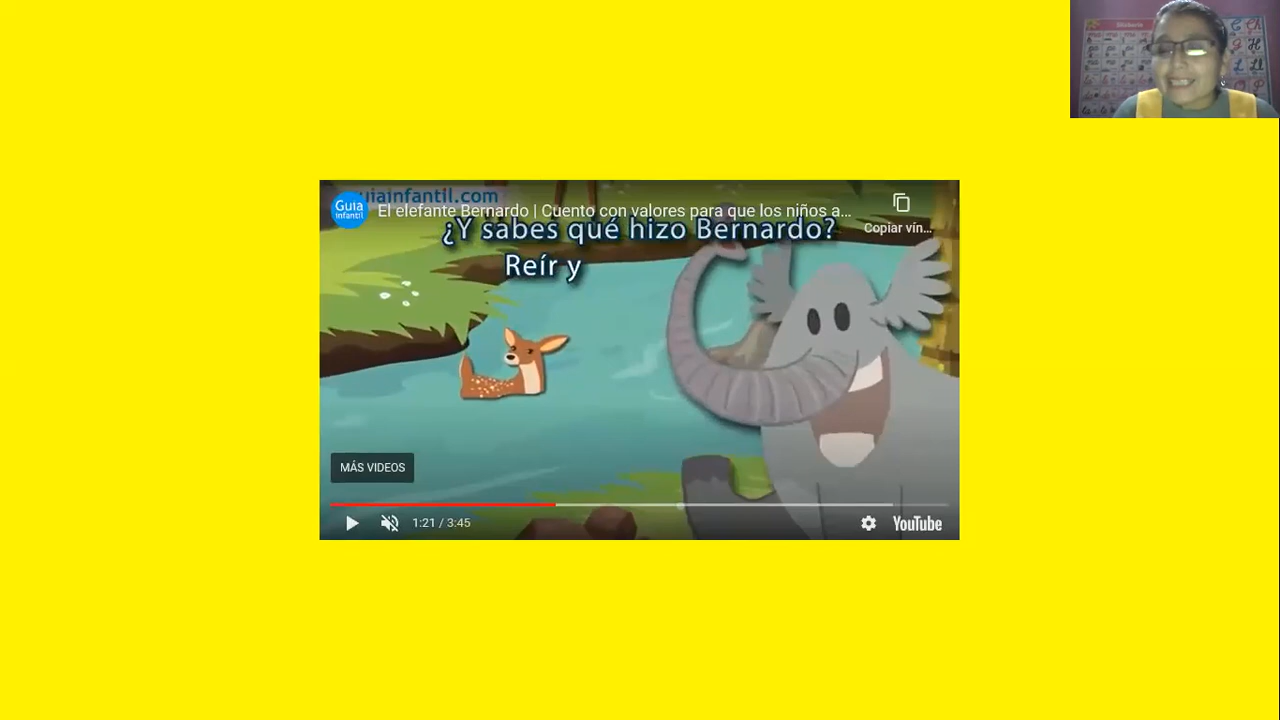 guiainfantil.com
Guía
infantil
El elefante Bernardo | Cuento con valores para que los niños a...
Copiar vín...
¿Y sabes qué hizo Bernardo?
Reír y
MÁS VIDEOS
1:21 / 3:45
YouTube